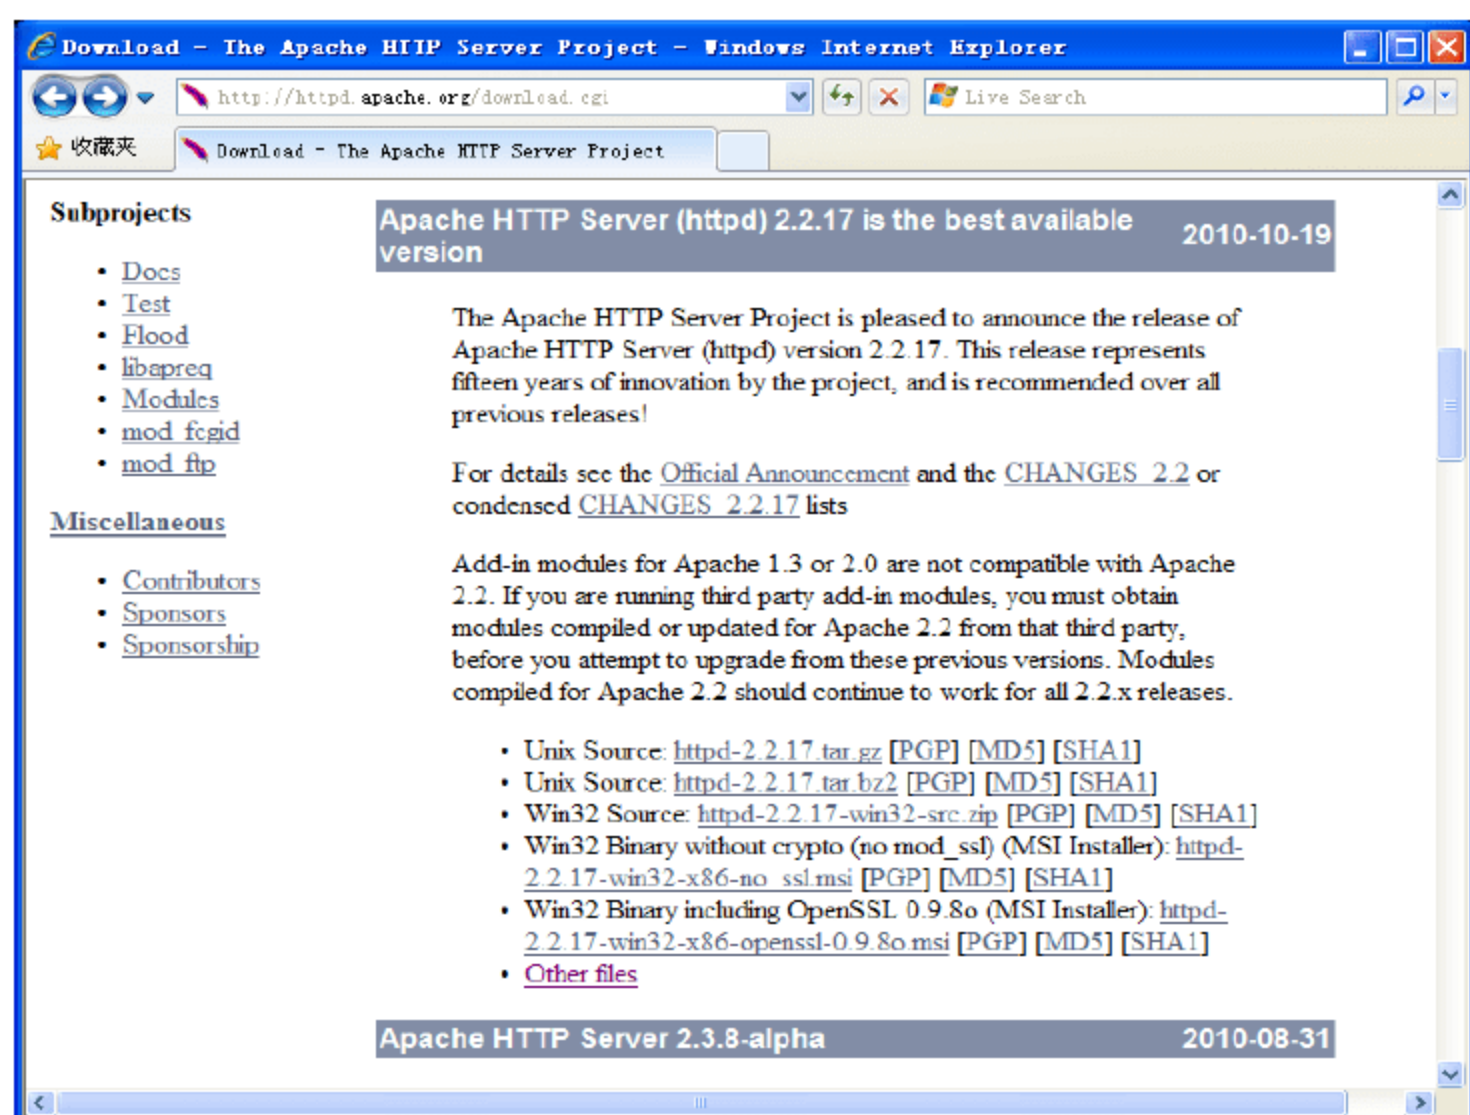 Download - The Apache HTTP Server Project - Windows Internet Explorer
http://httpd.apache.org/download.cgi
Live Search
收藏夹
Download - The Apache HTTP Server Project
Subprojects
• Docs
• Test
• Flood
• libapreq
• Modules
• mod_fcgid
• mod_ftp
Miscellaneous
• Contributors
• Sponsors
• Sponsorship
Apache HTTP Server (httpd) 2.2.17 is the best available
version
2010-10-19
The Apache HTTP Server Project is pleased to announce the release of
Apache HTTP Server (httpd) version 2.2.17. This release represents
fifteen years of innovation by the project, and is recommended over all
previous releases!
For details see the Official Announcement and the CHANGES_2.2 or
condensed CHANGES_2.2.17 lists
Add-in modules for Apache 1.3 or 2.0 are not compatible with Apache
2.2. If you are running third party add-in modules, you must obtain
modules compiled or updated for Apache 2.2 from that third party,
before you attempt to upgrade from these previous versions. Modules
compiled for Apache 2.2 should continue to work for all 2.2.x releases.
• Unix Source: httpd-2.2.17.tar.gz [PGP] [MD5] [SHA1]
• Unix Source: httpd-2.2.17.tar.bz2 [PGP] [MD5] [SHA1]
• Win32 Source: httpd-2.2.17-win32-src.zip [PGP] [MD5] [SHA1]
• Win32 Binary without crypto (no mod_ssl) (MSI Installer): httpd-
2.2.17-win32-x86-no_ssl.msi [PGP] [MD5] [SHA1]
• Win32 Binary including OpenSSL 0.9.8o (MSI Installer): httpd-
2.2.17-win32-x86-openssl-0.9.8o.msi [PGP] [MD5] [SHA1]
• Other files
Apache HTTP Server 2.3.8-alpha
2010-08-31